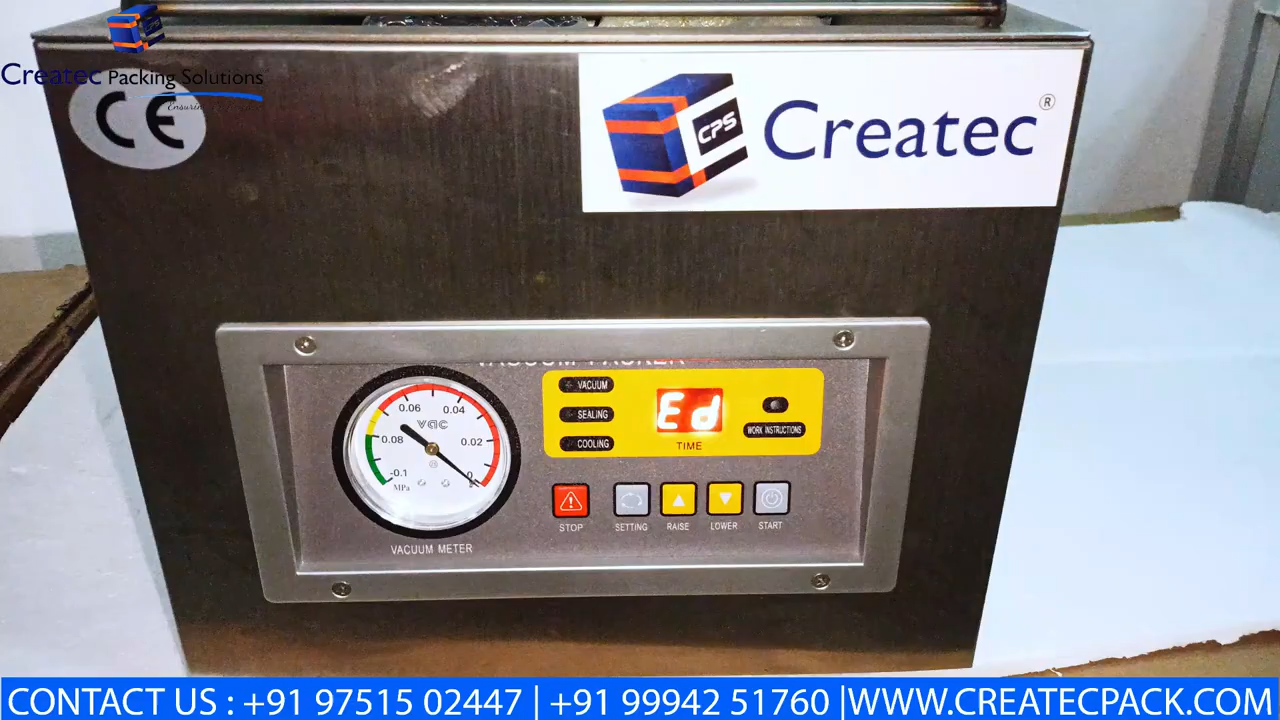 Createc Packing Solutions
CE
CPS
Createc®
VACUUM PACKER
0.06
0.04
vac
0.08
0.02
-0.1
0
MPa
VACUUM METER
VACUUM
SEALING
COOLING
Ed
TIME
WORK INSTRUCTIONS
STOP
SETTING
RAISE
LOWER
START
CONTACT US : +91 97515 02447 | +91 99942 51760 |WWW.CREATECPACK.COM